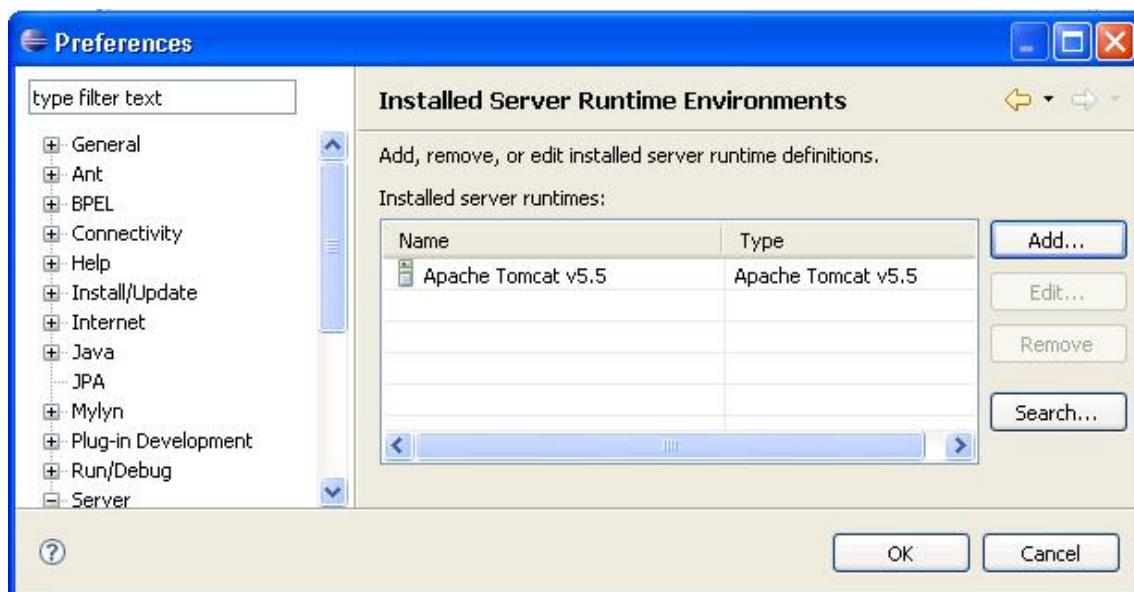 Preferences
type filter text
General
Ant
BPEL
Connectivity
Help
Install/Update
Internet
Java
JPA
Mylyn
Plug-in Development
Run/Debug
Server
Installed Server Runtime Environments
Add, remove, or edit installed server runtime definitions.
Installed server runtimes:
Name Type
Apache Tomcat v5.5 Apache Tomcat v5.5
Add...
Edit...
Remove
Search...
OK Cancel